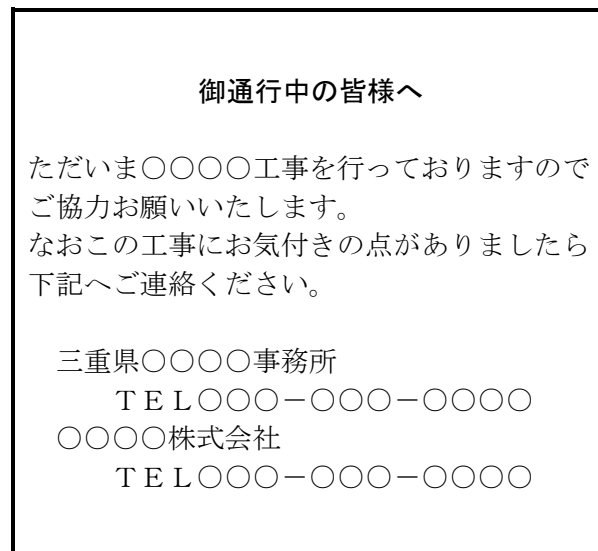 御通行中の皆様へ
ただいま○○○○工事を行っておりますので
ご協力お願いいたします。
なおこの工事にお気付きの点がありましたら
下記へご連絡ください。
三重県○○○○事務所
ＴＥＬ○○○－○○○－○○○○
○○○○株式会社
ＴＥＬ○○○－○○○－○○○○